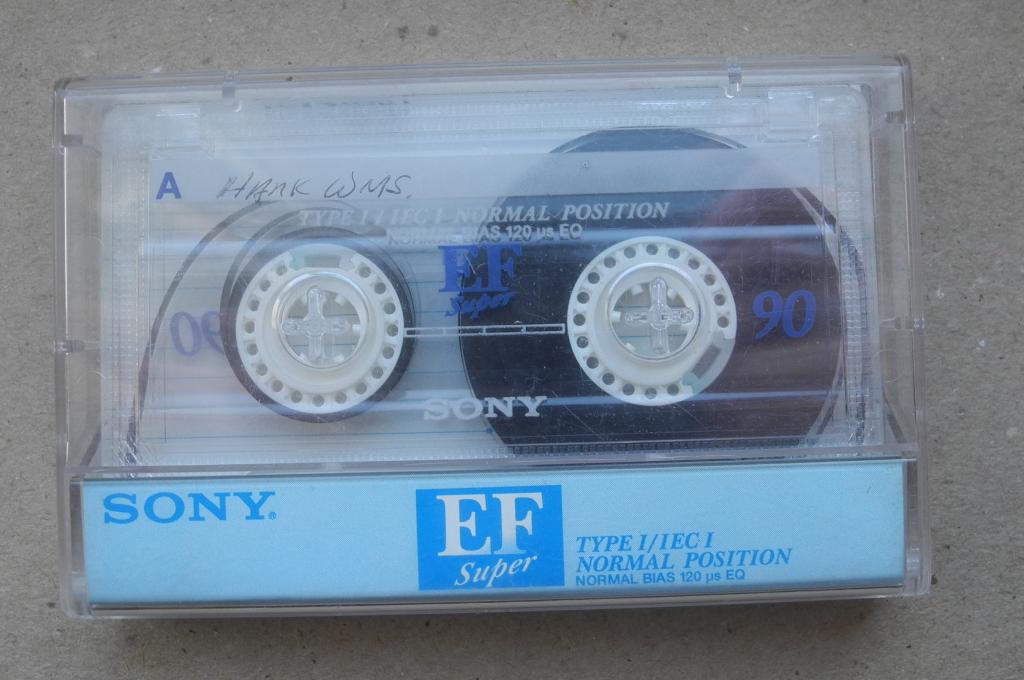 A HANK WMS.
TYPE I / IEC I NORMAL POSITION
NORMAL BIAS 120 µs EQ
EF
Super
90 90
SONY
SONY®
EF
Super
TYPE I/IEC I
NORMAL POSITION
NORMAL BIAS 120 µs EQ